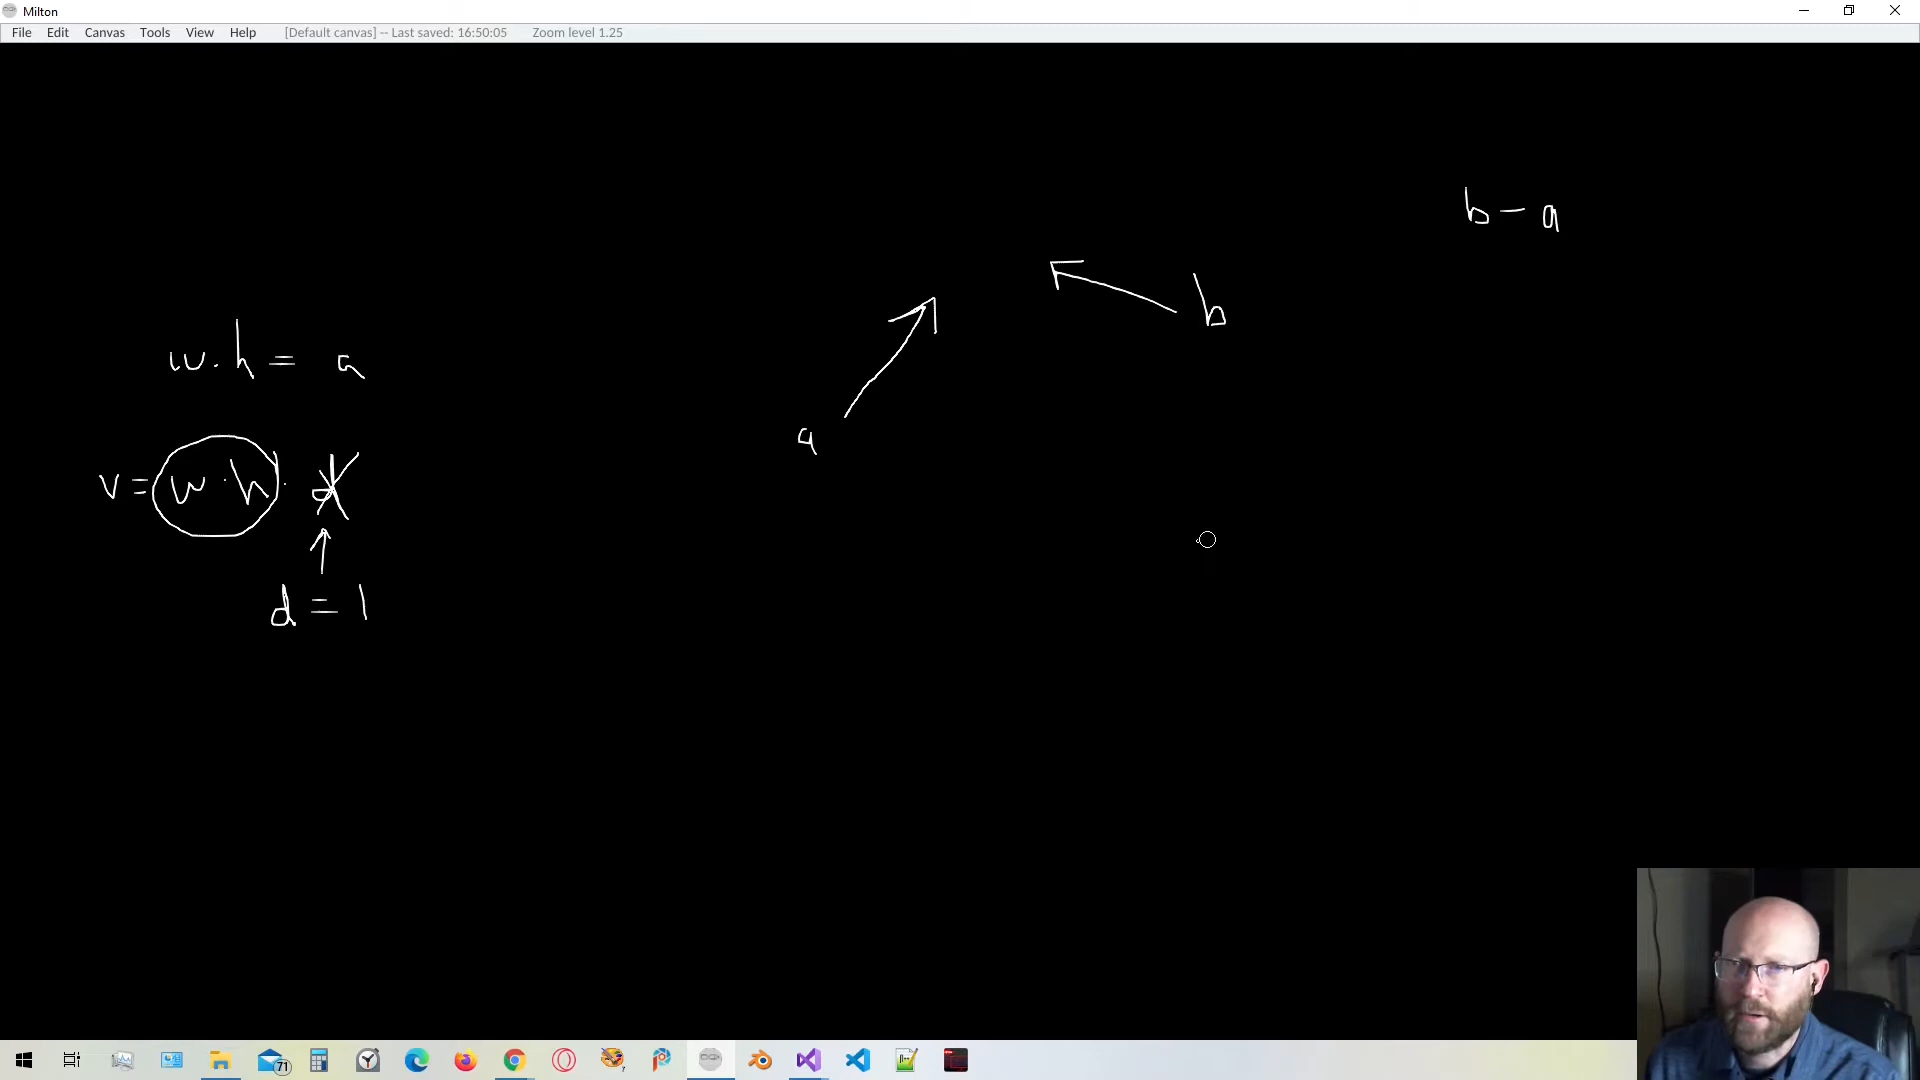 Milton
File Edit Canvas Tools View Help [Default canvas] -- Last saved: 16:50:05 Zoom level 1.25
b - a
b
w . h = a
a
v = w . h . d
d = 1
71